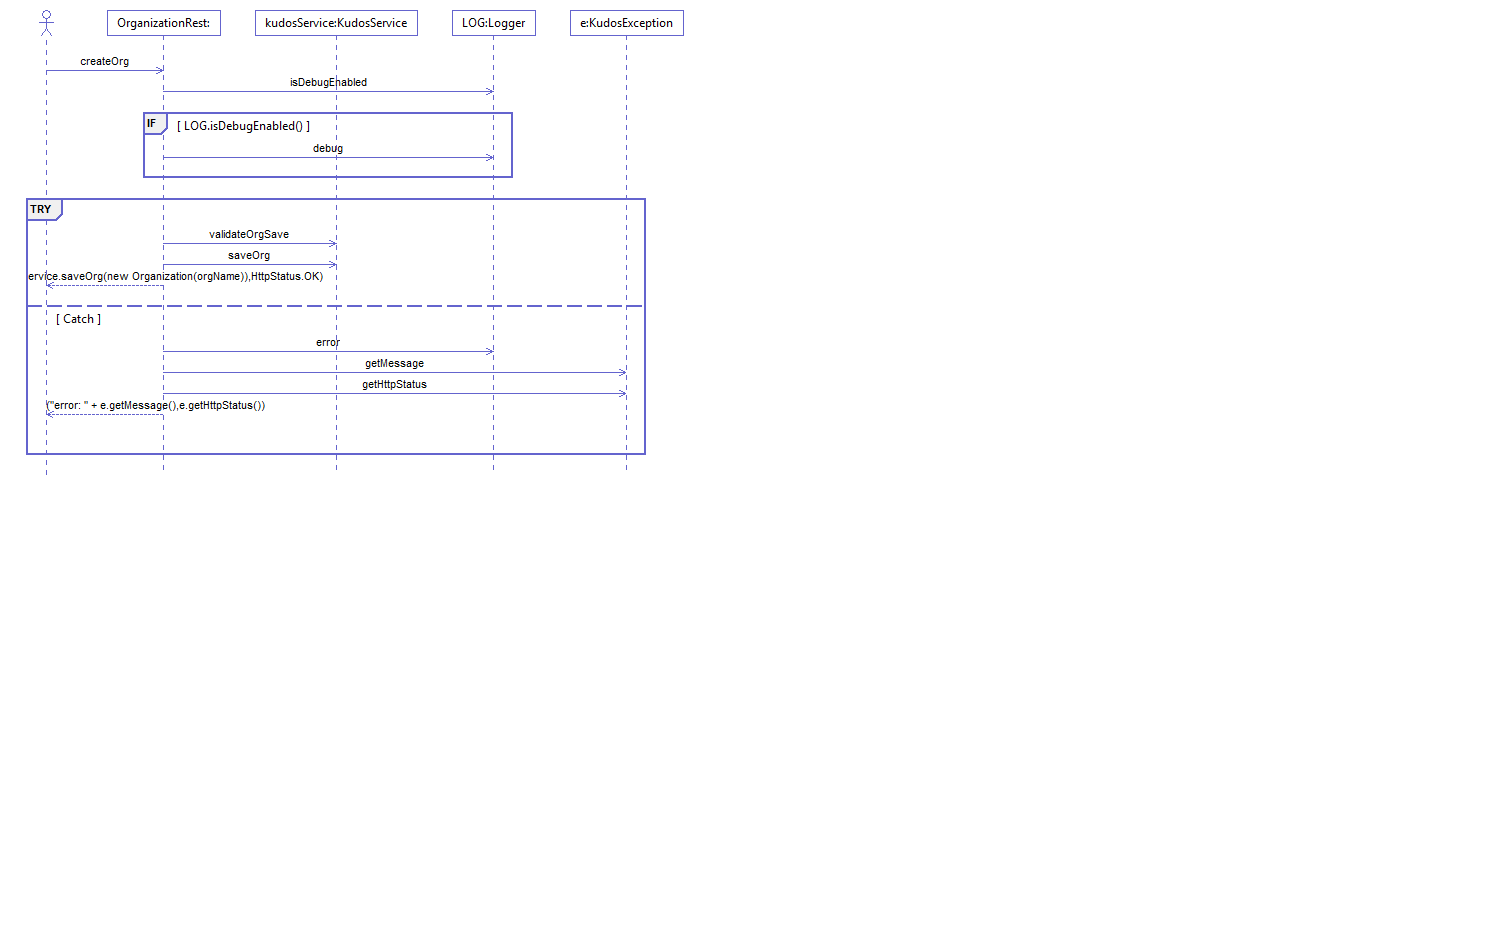 OrganizationRest:
kudosService:KudosService
LOG:Logger
e:KudosException
createOrg
isDebugEnabled
IF
[ LOG.isDebugEnabled() ]
debug
TRY
validateOrgSave
saveOrg
ervice.saveOrg(new Organization(orgName)),HttpStatus.OK)
[ Catch ]
error
getMessage
getHttpStatus
("error: " + e.getMessage(),e.getHttpStatus())